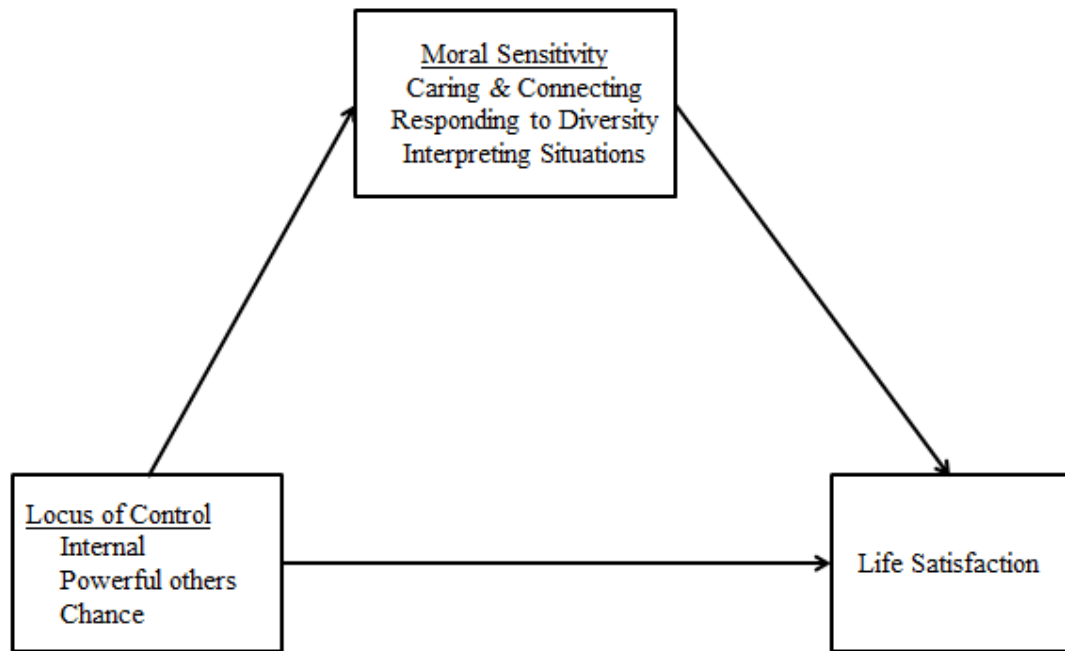 Moral Sensitivity
Caring & Connecting
Responding to Diversity
Interpreting Situations
Locus of Control
Internal
Powerful others
Chance
Life Satisfaction